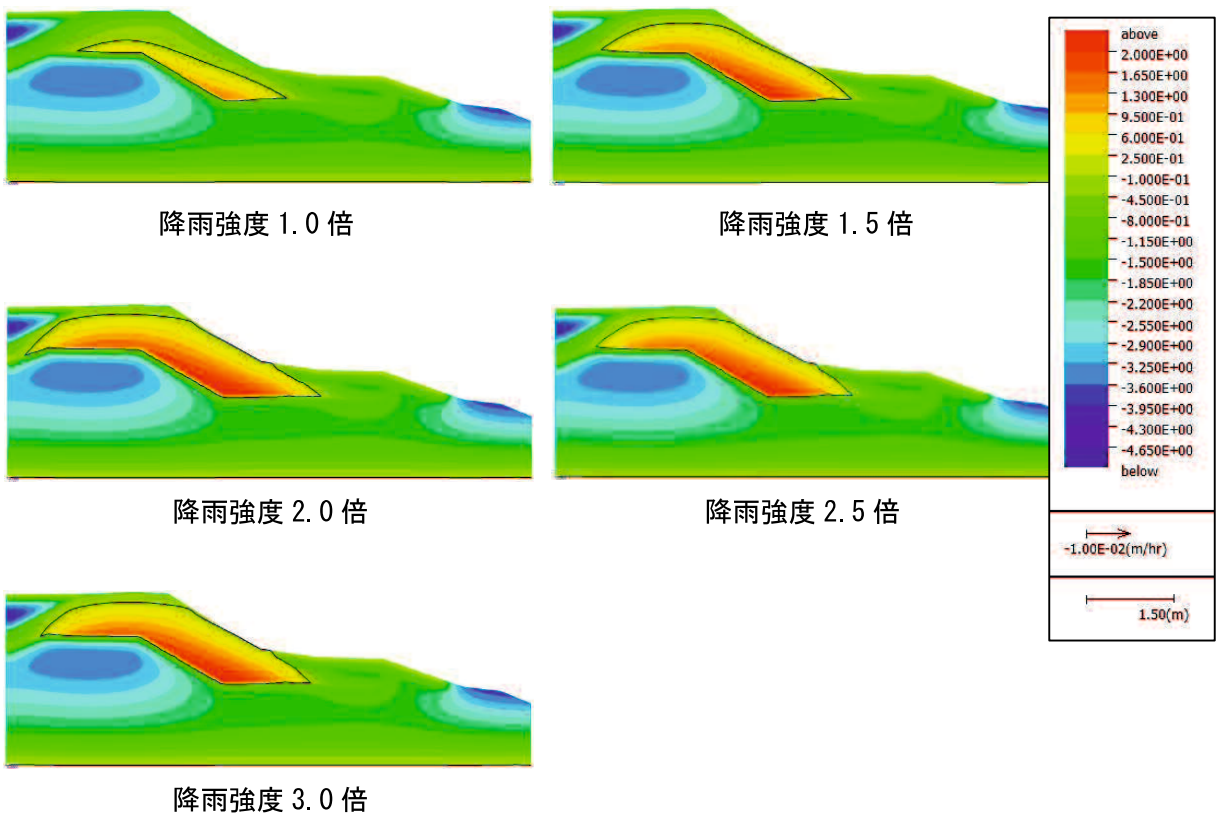 降雨強度 1.0 倍
降雨強度 1.5 倍
above
2.000E+00
1.650E+00
1.300E+00
9.500E-01
6.000E-01
2.500E-01
-1.000E-01
-4.500E-01
-8.000E-01
-1.150E+00
-1.500E+00
-1.850E+00
-2.200E+00
-2.550E+00
-2.900E+00
-3.250E+00
-3.600E+00
-3.950E+00
-4.300E+00
-4.650E+00
below
-1.00E-02(m/hr)
1.50(m)
降雨強度 2.0 倍
降雨強度 2.5 倍
降雨強度 3.0 倍